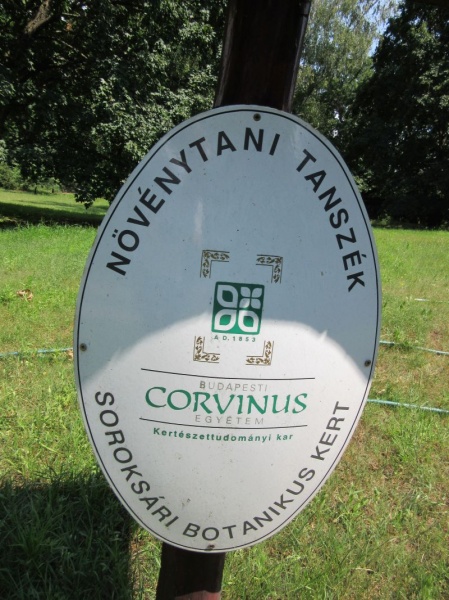 NÖVÉNYTANI TANSZÉK
A.D. 1853
BUDAPESTI
CORVINUS
EGYETEM
Kertészettudományi kar
SOROKSÁRI BOTANIKUS KERT